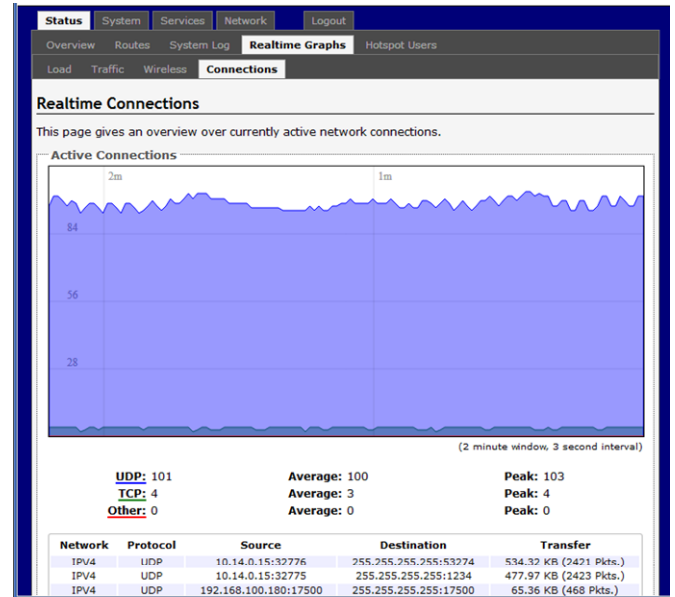 Status System Services Network Logout
Overview Routes System Log Realtime Graphs Hotspot Users
Load Traffic Wireless Connections
Realtime Connections
This page gives an overview over currently active network connections.
Active Connections
2m 1m
84
56
28
(2 minute window, 3 second interval)
UDP: 101 Average: 100 Peak: 103
TCP: 4 Average: 3 Peak: 4
Other: 0 Average: 0 Peak: 0
Network Protocol Source Destination Transfer
IPV4 UDP 10.14.0.15:32776 255.255.255.255:53274 534.32 KB (2421 Pkts.)
IPV4 UDP 10.14.0.15:32775 255.255.255.255:1234 477.97 KB (2423 Pkts.)
IPV4 UDP 192.168.100.180:17500 255.255.255.255:17500 65.36 KB (468 Pkts.)